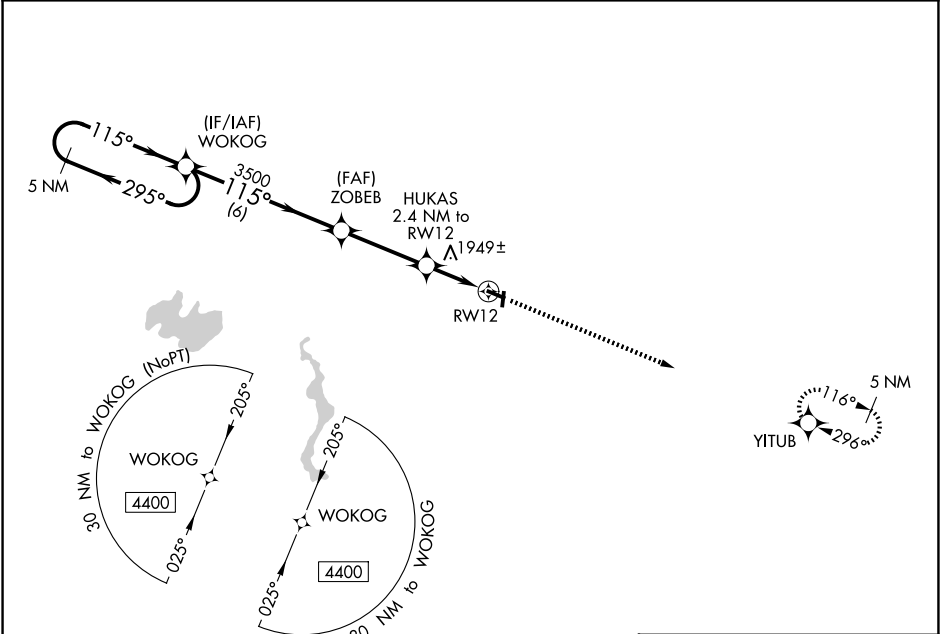 (IF/IAF)
WOKOG
115°
295°
5 NM
3500
115°
(6)
(FAF)
ZOBEB
HUKAS
2.4 NM to
RW12
1949±
RW12
5 NM
116°
296°
YITUB
30 NM to WOKOG (NoPT)
205°
WOKOG
4400
025°
205°
WOKOG
4400
025°
30 NM to WOKOG